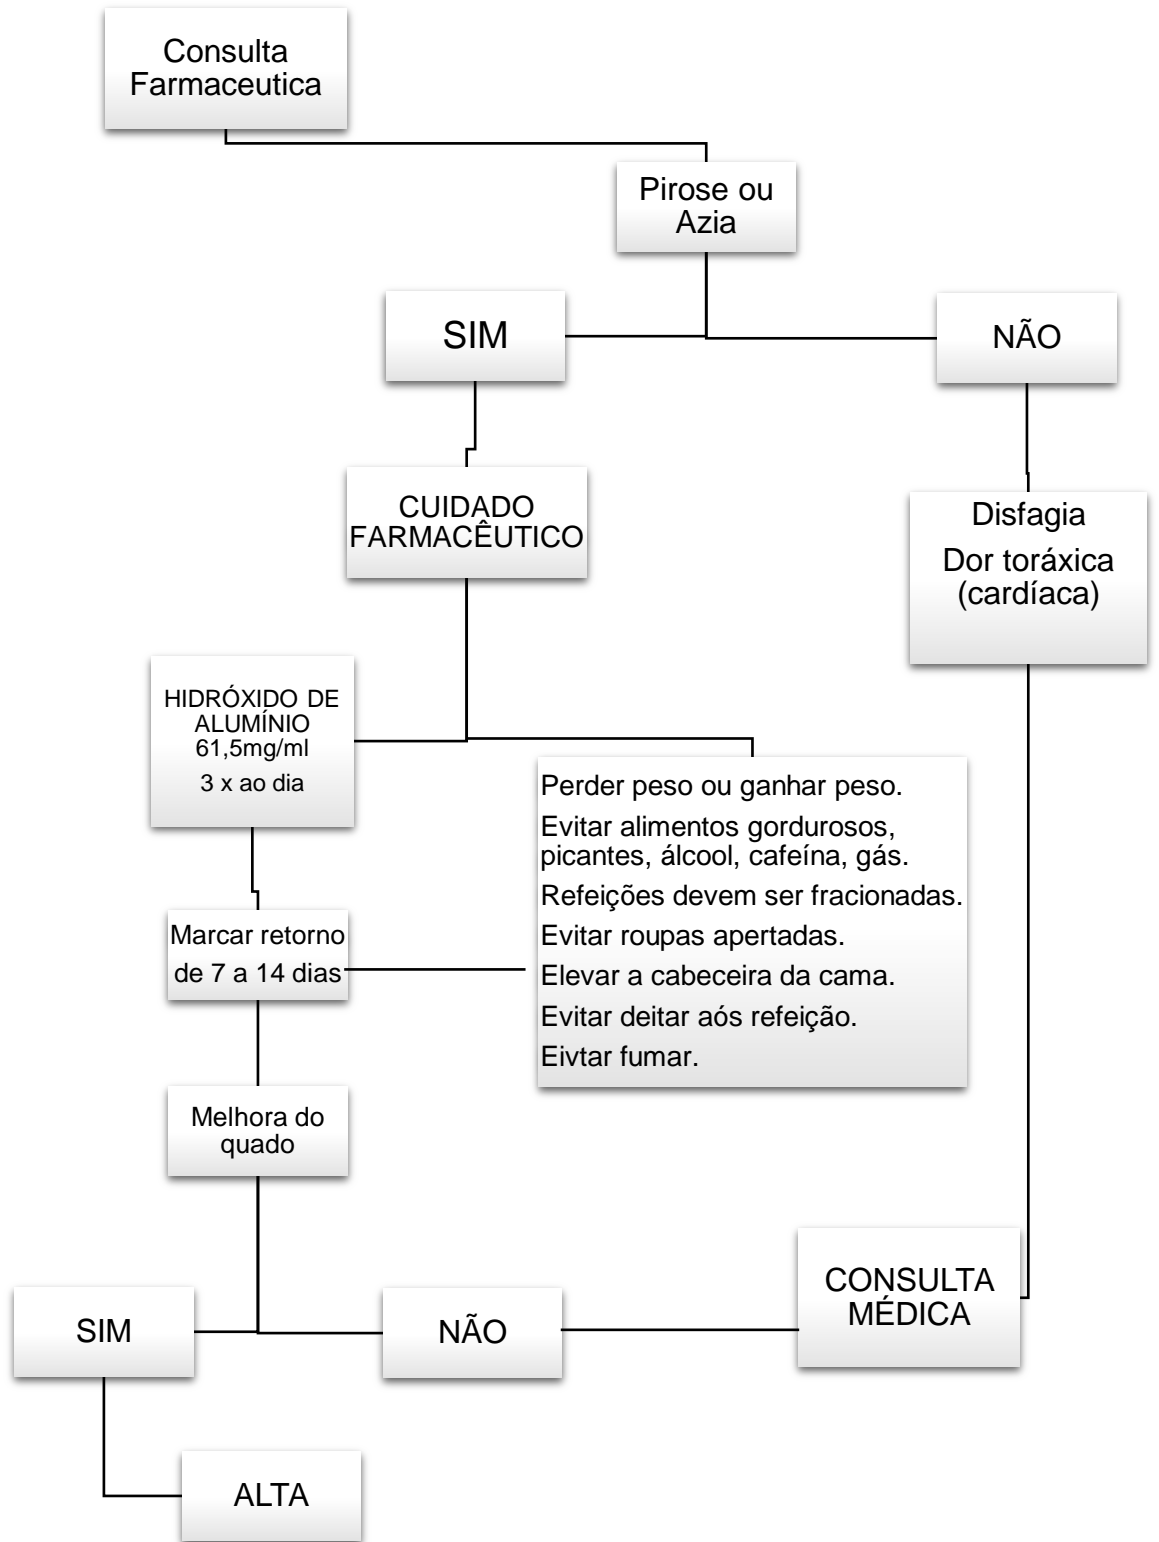 Consulta
Farmaceutica
Pirose ou
Azia
SIM
NÃO
CUIDADO
FARMACÊUTICO
Disfagia
Dor toráxica
(cardíaca)
HIDRÓXIDO DE
ALUMÍNIO
61,5mg/ml
3 x ao dia
Perder peso ou ganhar peso.
Evitar alimentos gordurosos,
picantes, álcool, cafeína, gás.
Refeições devem ser fracionadas.
Evitar roupas apertadas.
Elevar a cabeceira da cama.
Evitar deitar aós refeição.
Eivtar fumar.
Marcar retorno
de 7 a 14 dias
Melhora do
quado
SIM
NÃO
CONSULTA
MÉDICA
ALTA